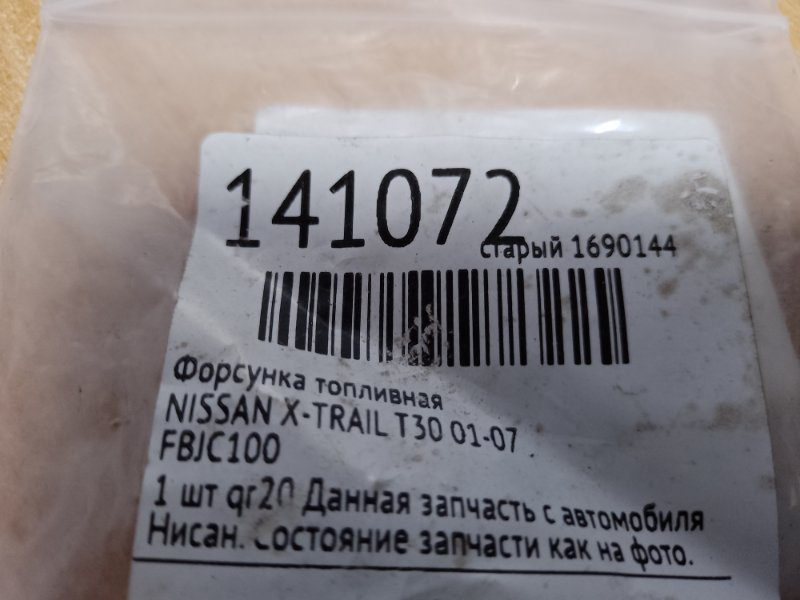 141072
старый 1690144
Форсунка топливная
NISSAN X-TRAIL T30 01-07
FBJC100
1 шт qr20 Данная запчасть с автомобиля
Нисан. Состояние запчасти как на фото.